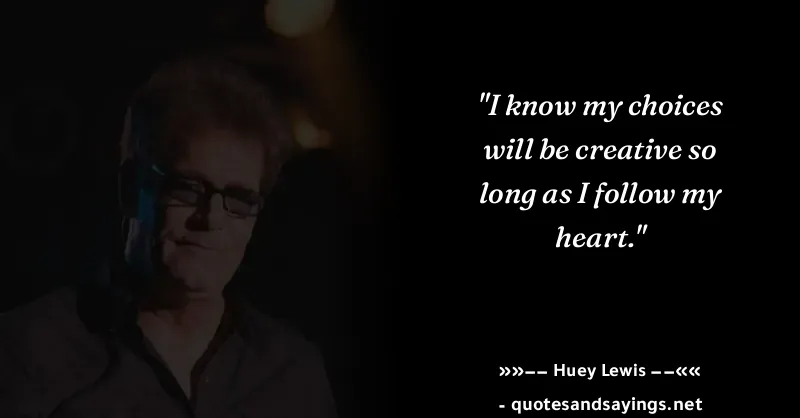 "I know my choices
will be creative so
long as I follow my
heart."
»»−− Huey Lewis −−««
- quotesandsayings.net